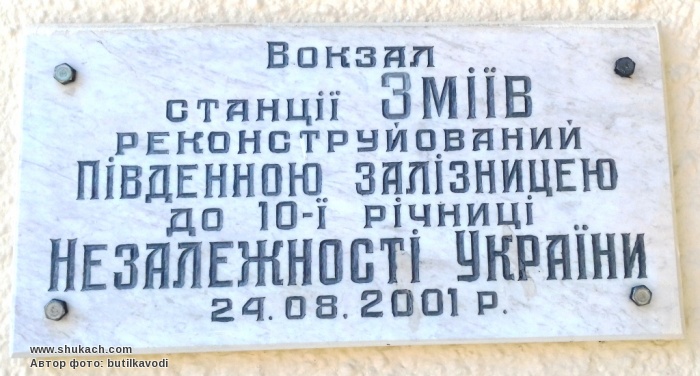 Вокзал
станції Зміїв
реконструйований
Південною залізницею
до 10-ї річниці
Незалежності України
24.08.2001 р.
www.shukach.com
Автор фото: butilkavodi